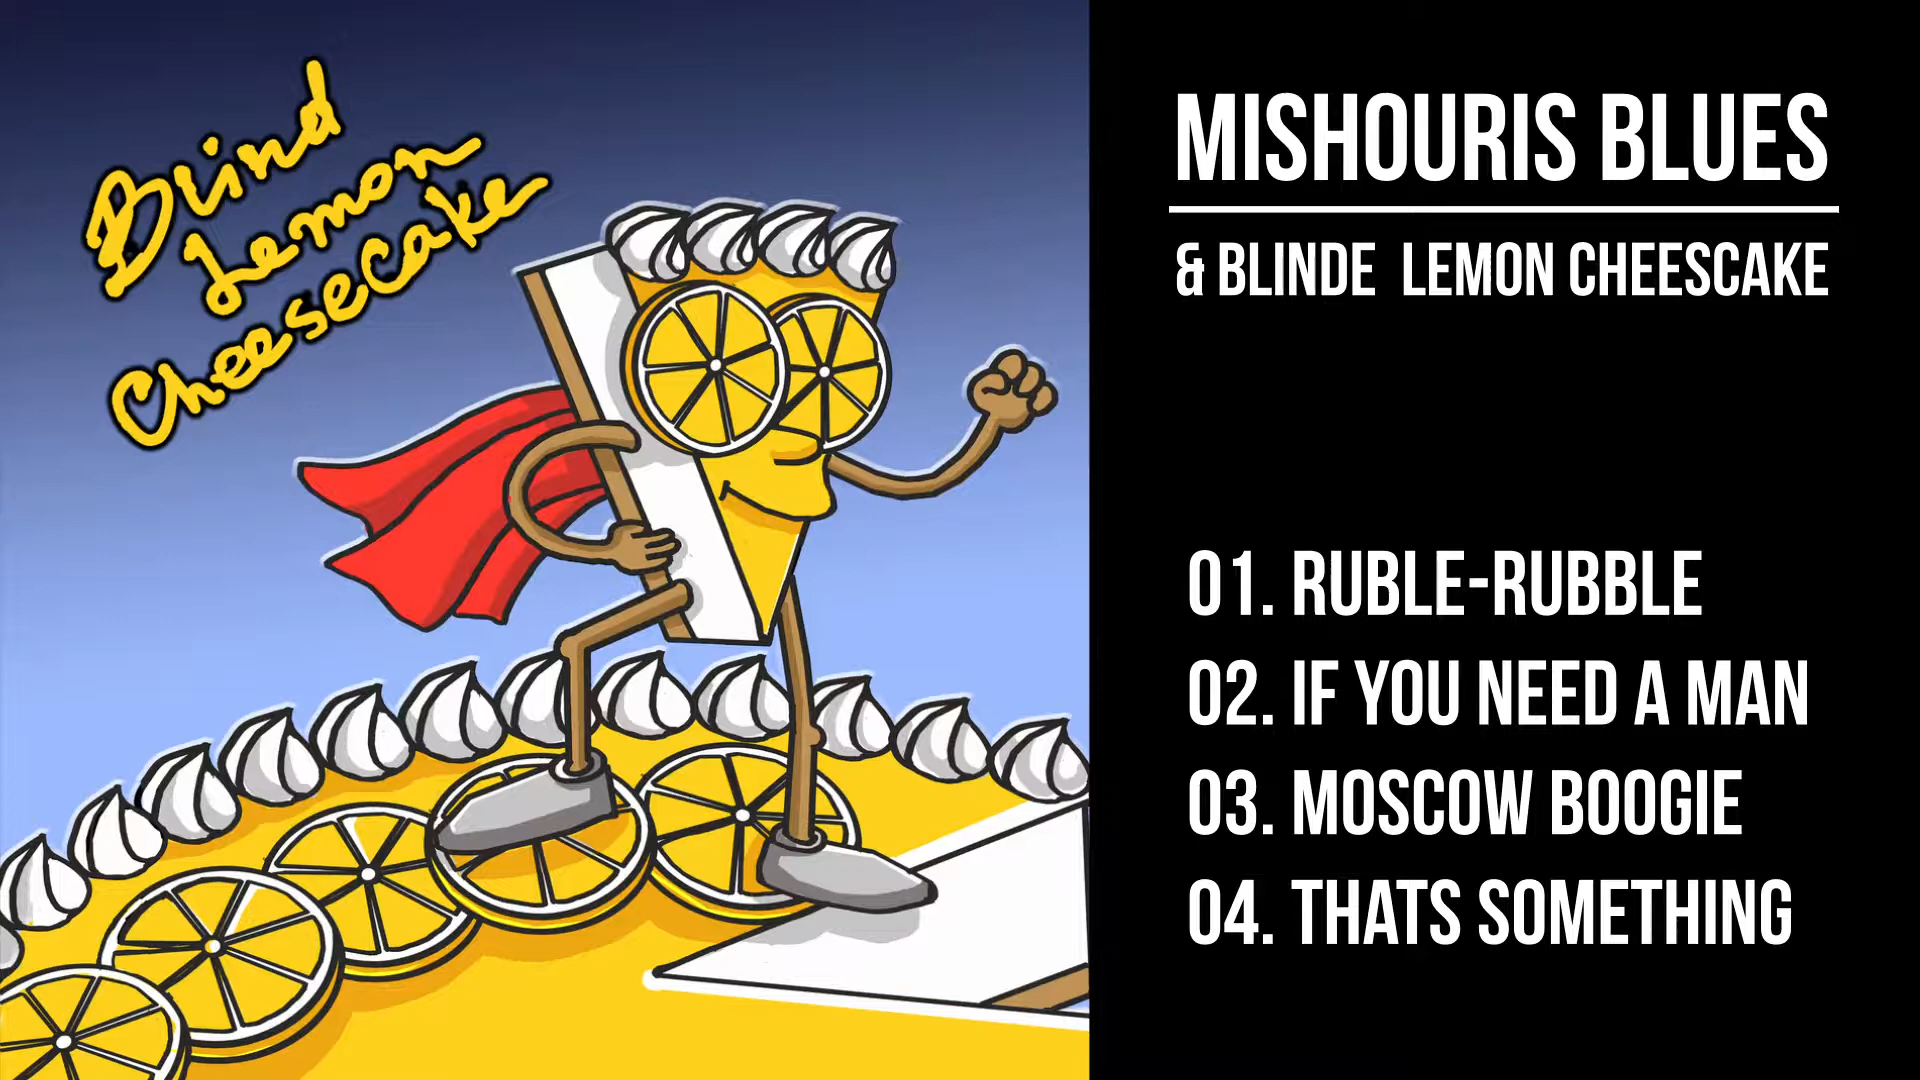 Blind
Lemon
Cheesecake
MISHOURIS BLUES
& BLINDE LEMON CHEESCAKE
01. RUBLE-RUBBLE
02. IF YOU NEED A MAN
03. MOSCOW BOOGIE
04. THATS SOMETHING